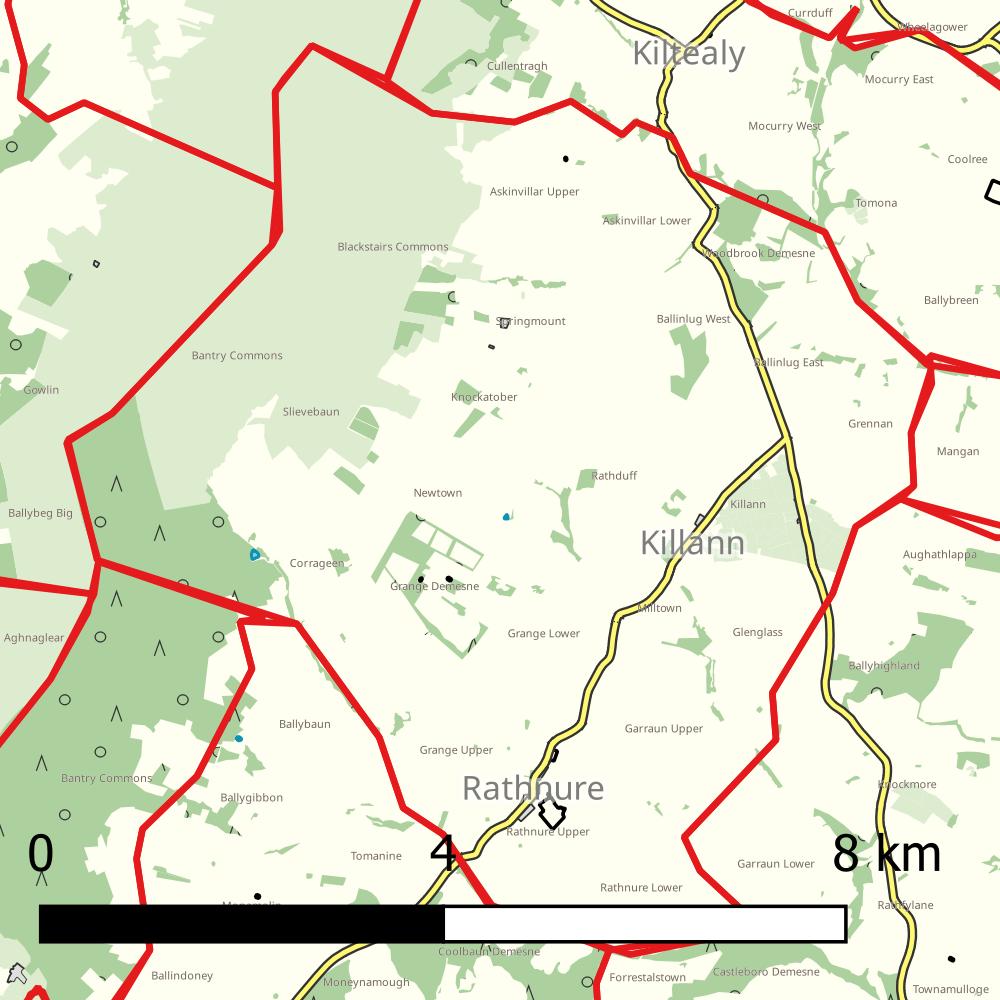 Currduff
Wheelagower
Kiltealy
Cullentragh
Mocurry East
Mocurry West
Coolree
Askinvillar Upper
Tomona
Askinvillar Lower
Blackstairs Commons
Woodbrook Demesne
Ballybreen
Springmount
Ballinlug West
Bantry Commons
Ballinlug East
Gowlin
Knockatober
Slievebaun
Grennan
Mangan
Rathduff
Newtown
Killann
Ballybeg Big
Killann
Aughathlappa
Corrageen
Grange Demesne
Milltown
Aghnaglear
Grange Lower
Glenglass
Ballyhighland
Ballybaun
Garraun Upper
Grange Upper
Bantry Commons
Knockmore
Rathnure
Ballygibbon
Rathnure Upper
0 4 8 km
Tomanine
Garraun Lower
Rathnure Lower
Monamolin
Rathfylane
Coolbaun Demesne
Ballindoney
Castleboro Demesne
Forrestalstown
Moneynamough
Townamulloge